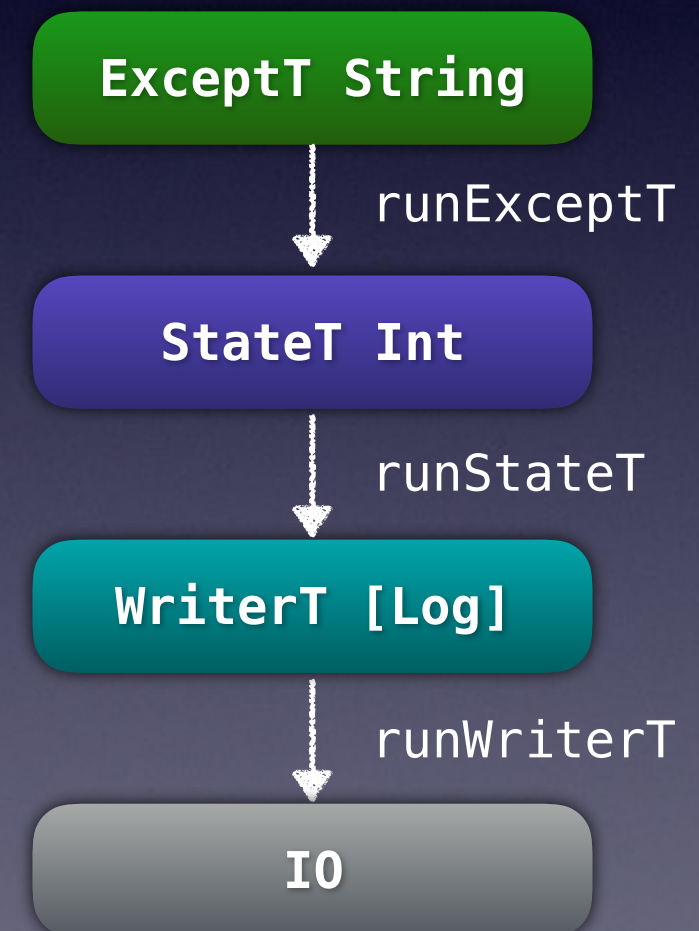 ExceptT String
runExceptT
StateT Int
runStateT
WriterT [Log]
runWriterT
IO